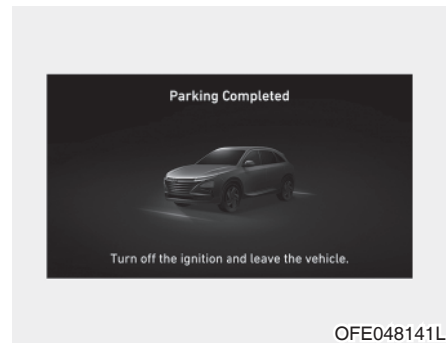 Parking Completed
Turn off the ignition and leave the vehicle.
OFE048141L